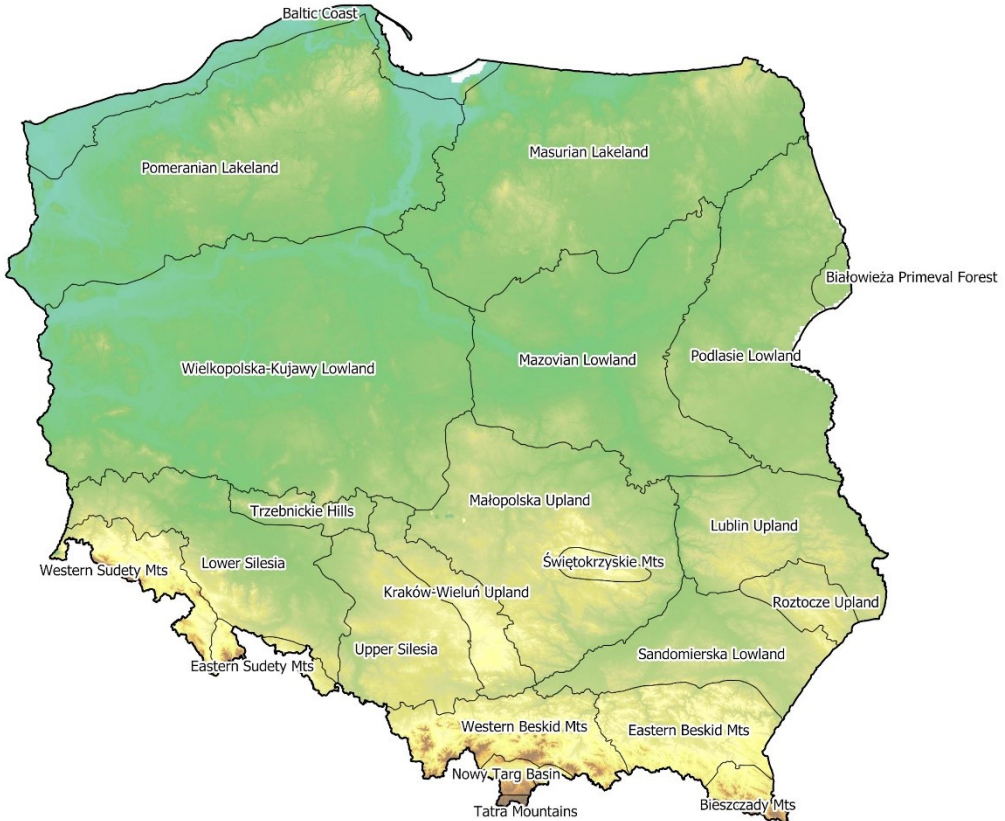 Baltic Coast
Pomeranian Lakeland
Masurian Lakeland
Białowieża Primeval Forest
Wielkopolska-Kujawy Lowland
Mazovian Lowland
Podlasie Lowland
Trzebnickie Hills
Małopolska Upland
Lublin Upland
Western Sudety Mts
Lower Silesia
Świętokrzyskie Mts
Kraków-Wieluń Upland
Roztocze Upland
Eastern Sudety Mts
Upper Silesia
Sandomierska Lowland
Western Beskid Mts
Eastern Beskid Mts
Nowy Targ Basin
Tatra Mountains
Bieszczady Mts